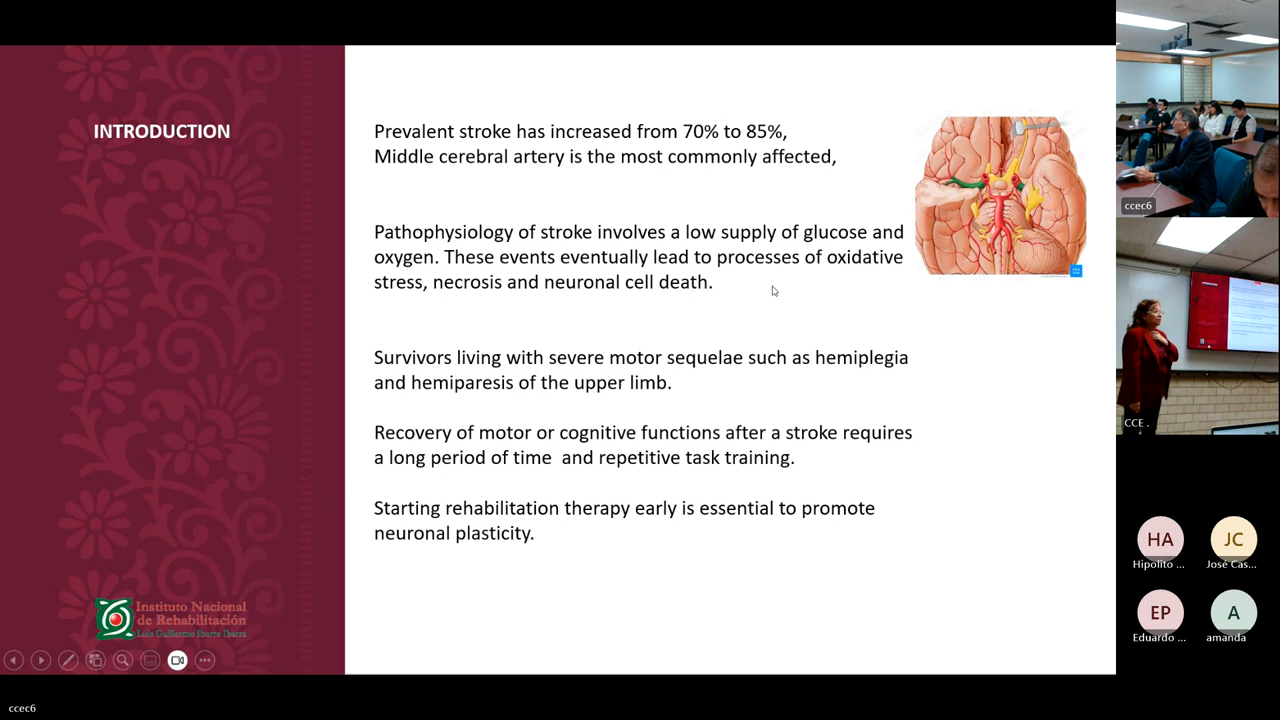 INTRODUCTION
Prevalent stroke has increased from 70% to 85%,
Middle cerebral artery is the most commonly affected,
Pathophysiology of stroke involves a low supply of glucose and
oxygen. These events eventually lead to processes of oxidative
stress, necrosis and neuronal cell death.
Survivors living with severe motor sequelae such as hemiplegia
and hemiparesis of the upper limb.
Recovery of motor or cognitive functions after a stroke requires
a long period of time and repetitive task training.
Starting rehabilitation therapy early is essential to promote
neuronal plasticity.
Instituto Nacional
de Rehabilitación
Luis Guillermo Ibarra Ibarra
ccec6
CCE .
HA
Hipolito ...
JC
José Cas...
EP
Eduardo ...
A
amanda
ccec6